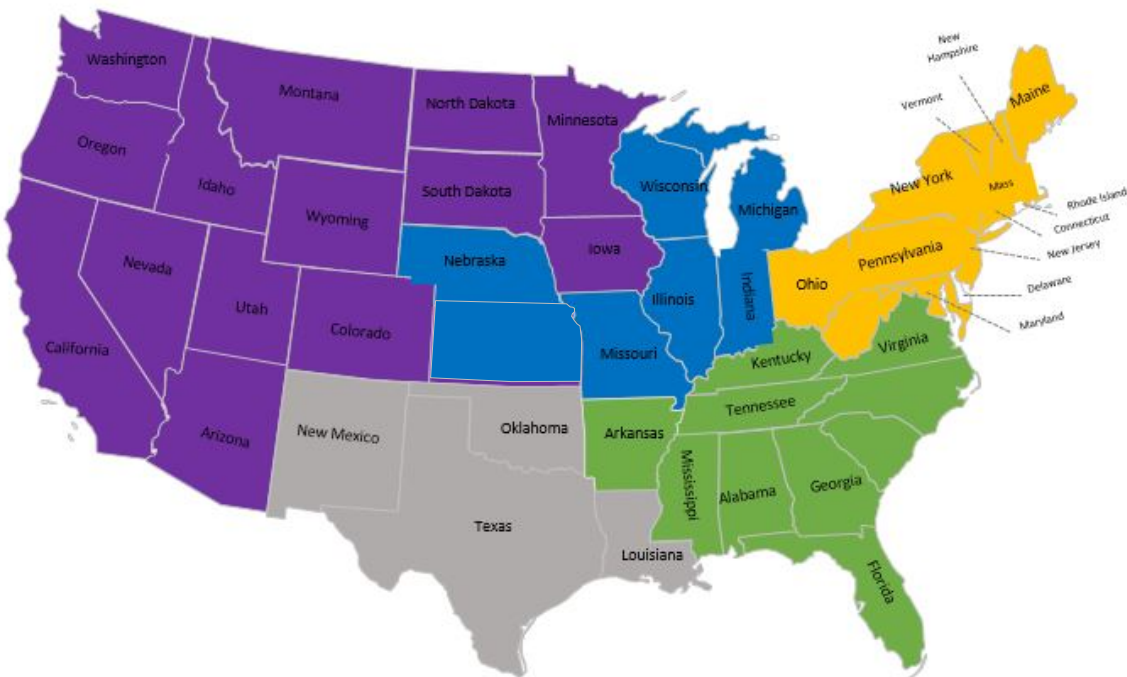 New
Hampshire
Washington
Montana
North Dakota
Minnesota
Vermont
Maine
Oregon
Idaho
South Dakota
Wisconsin
Michigan
New York
Mass
Rhode Island
Connecticut
Wyoming
Iowa
Nebraska
Pennsylvania
New Jersey
Nevada
Utah
Colorado
Illinois
Indiana
Ohio
Delaware
Maryland
California
Missouri
Kentucky
Virginia
Arizona
New Mexico
Oklahoma
Arkansas
Tennessee
Mississippi
Alabama
Georgia
Texas
Louisiana
Florida